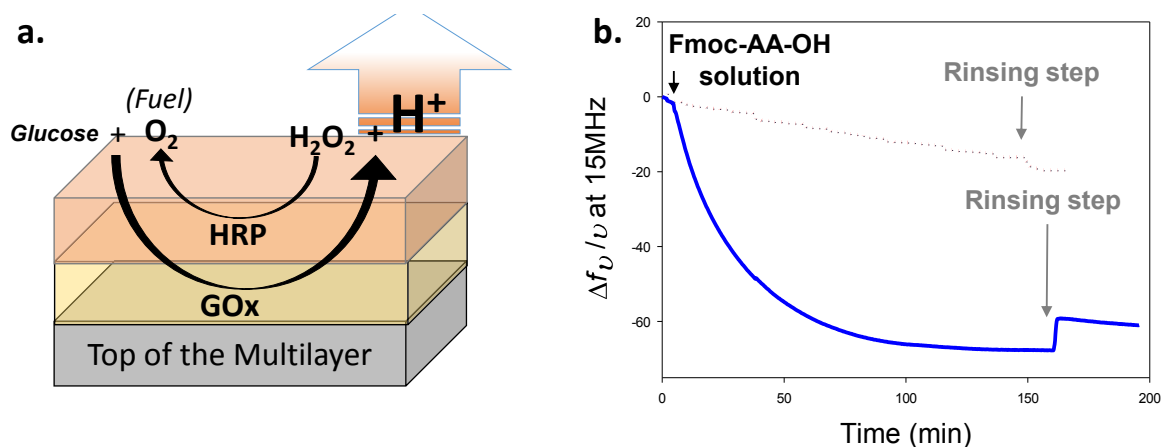 a.
(Fuel)
Glucose + O₂
H₂O₂ + H⁺
HRP
GOx
Top of the Multilayer
b.
Fmoc-AA-OH
solution
Rinsing step
Rinsing step
20
0
-20
-40
-60
Δfν/ν at 15MHz
0 50 100 150 200
Time (min)